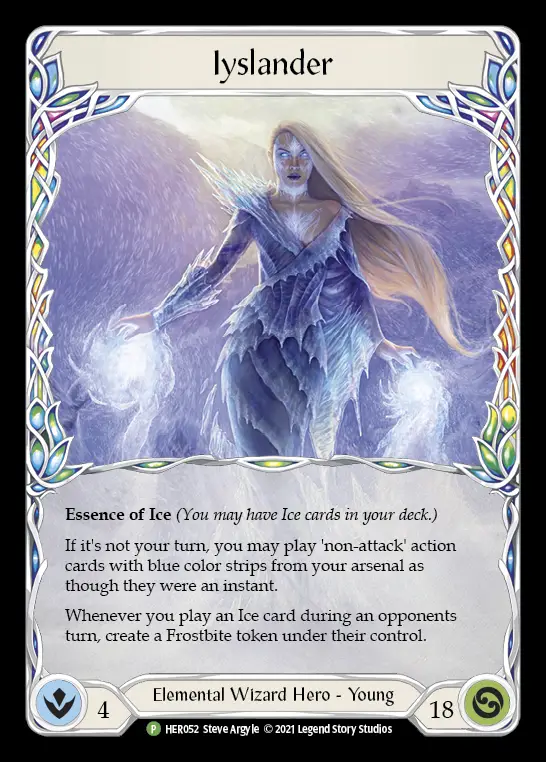 Iyslander
Essence of Ice (You may have Ice cards in your deck.)
If it's not your turn, you may play 'non-attack' action
cards with blue color strips from your arsenal as
though they were an instant.
Whenever you play an Ice card during an opponents
turn, create a Frostbite token under their control.
4
Elemental Wizard Hero - Young
18
P HER052 Steve Argyle © 2021 Legend Story Studios